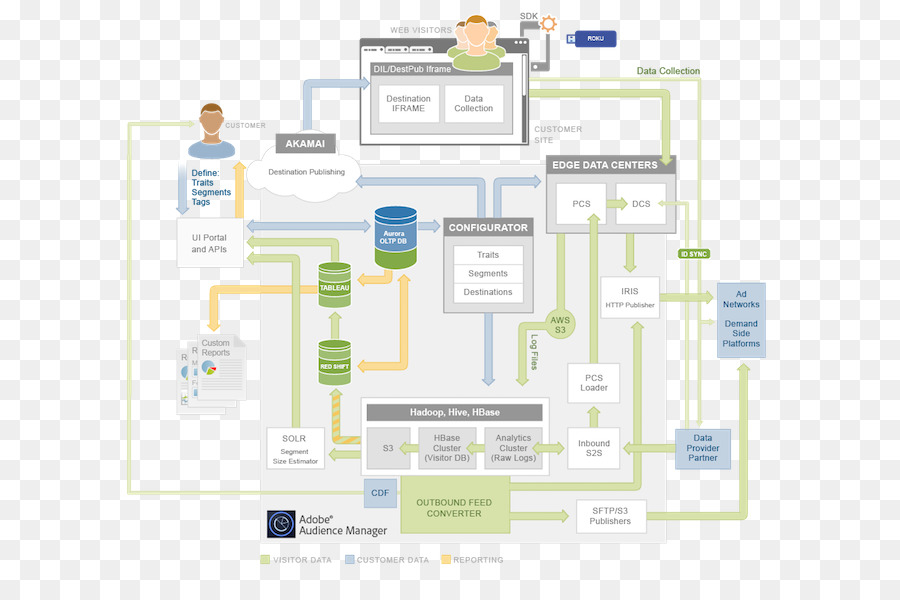 SDK
WEB VISITORS
ROKU
DIL/DestPub Iframe
Destination
IFRAME
Data
Collection
Data Collection
CUSTOMER
CUSTOMER
SITE
AKAMAI
Destination Publishing
EDGE DATA CENTERS
PCS
DCS
Define:
Traits
Segments
Tags
UI Portal
and APIs
Aurora
OLTP DB
CONFIGURATOR
Traits
Segments
Destinations
ID SYNC
TABLEAU
IRIS
HTTP Publisher
Ad
Networks
Demand
Side
Platforms
AWS
S3
Log Files
Custom
Reports
RED SHIFT
PCS
Loader
Hadoop, Hive, HBase
S3
HBase
Cluster
(Visitor DB)
Analytics
Cluster
(Raw Logs)
Inbound
S2S
Data
Provider
Partner
SOLR
Segment
Size Estimator
CDF
OUTBOUND FEED
CONVERTER
SFTP/S3
Publishers
Adobe®
Audience Manager
VISITOR DATA
CUSTOMER DATA
REPORTING